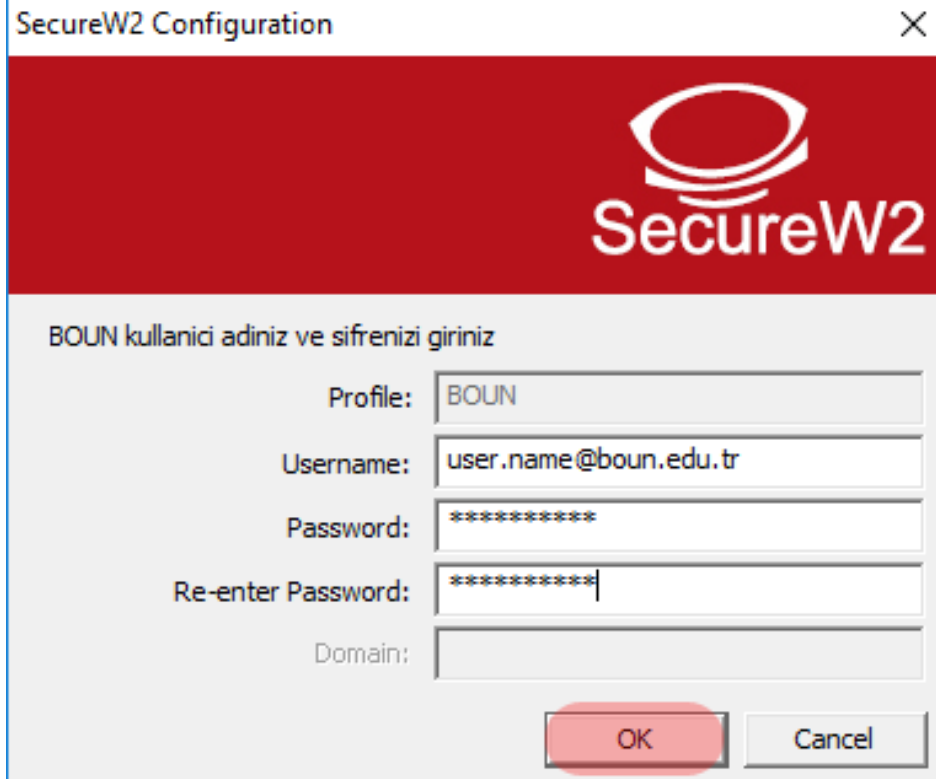 SecureW2 Configuration
SecureW2
BOUN kullanici adiniz ve sifrenizi giriniz
Profile: BOUN
Username: user.name@boun.edu.tr
Password: **********
Re-enter Password: **********
Domain:
OK Cancel